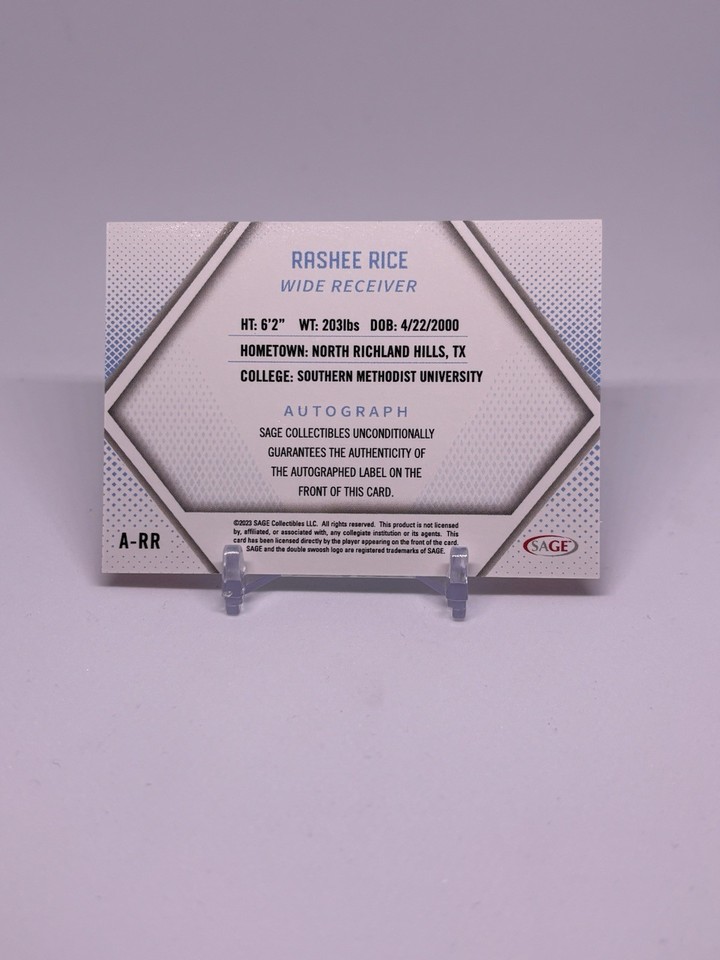 RASHEE RICE
WIDE RECEIVER
HT: 6'2" WT: 203lbs DOB: 4/22/2000
HOMETOWN: NORTH RICHLAND HILLS, TX
COLLEGE: SOUTHERN METHODIST UNIVERSITY
AUTOGRAPH
SAGE COLLECTIBLES UNCONDITIONALLY
GUARANTEES THE AUTHENTICITY OF
THE AUTOGRAPHED LABEL ON THE
FRONT OF THIS CARD.
©2023 SAGE Collectibles LLC. All rights reserved. This product is not licensed
by, affiliated, or associated with, any collegiate institution or its agents. This
card has been licensed directly by the player appearing on the front of the card.
SAGE and the double swoosh logo are registered trademarks of SAGE.
A-RR
SAGE